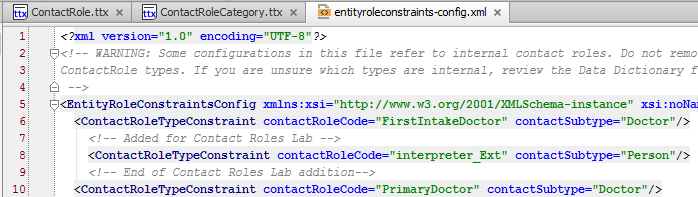 ContactRole.ttx ContactRoleCategory.ttx entityroleconstraints-config.xml
1 <?xml version="1.0" encoding="UTF-8"?>
2 <!-- WARNING: Some configurations in this file refer to internal contact roles. Do not remo
3 ContactRole types. If you are unsure which types are internal, review the Data Dictionary f
4 -->
5 <EntityRoleConstraintsConfig xmlns:xsi="http://www.w3.org/2001/XMLSchema-instance" xsi:noNa
6 <ContactRoleTypeConstraint contactRoleCode="FirstIntakeDoctor" contactSubtype="Doctor"/>
7 <!-- Added for Contact Roles Lab -->
8 <ContactRoleTypeConstraint contactRoleCode="interpreter_Ext" contactSubtype="Person"/>
9 <!-- End of Contact Roles Lab addition-->
10 <ContactRoleTypeConstraint contactRoleCode="PrimaryDoctor" contactSubtype="Doctor"/>